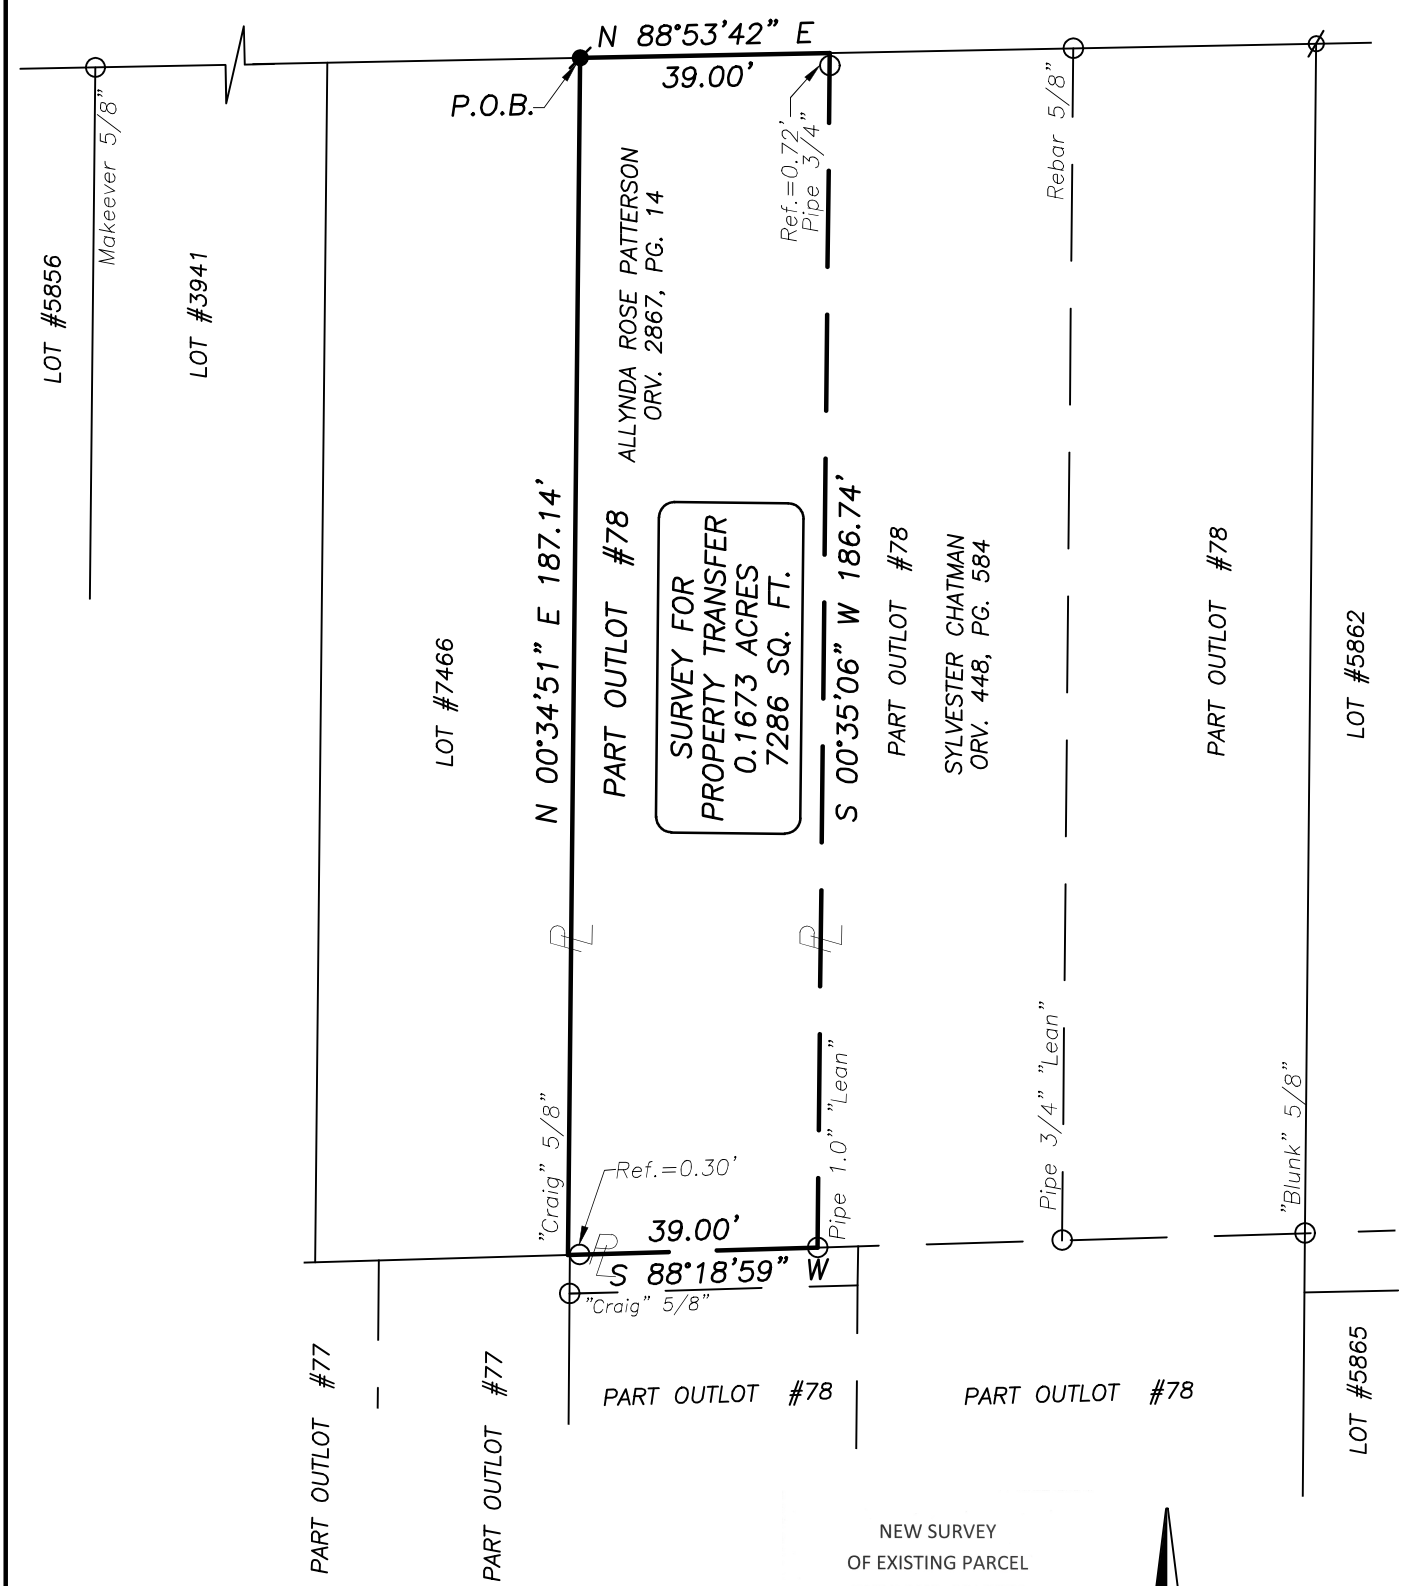 N 88°53'42" E
39.00'
P.O.B.
Makeever 5/8"
Ref.=0.72'
Pipe 3/4"
Rebar 5/8"
LOT #5856
LOT #3941
ALLYNDA ROSE PATTERSON
ORV. 2867, PG. 14
N 00°34'51" E 187.14'
PART OUTLOT #78
SURVEY FOR
PROPERTY TRANSFER
0.1673 ACRES
7286 SQ. FT.
S 00°35'06" W 186.74'
PART OUTLOT #78
SYLVESTER CHATMAN
ORV. 448, PG. 584
PART OUTLOT #78
LOT #5862
LOT #7466
PL
PL
"Craig" 5/8"
Ref.=0.30'
Pipe 1.0" "Lean"
Pipe 3/4" "Lean"
"Blunk" 5/8"
39.00'
PL
S 88°18'59" W
"Craig" 5/8"
PART OUTLOT #77
PART OUTLOT #77
PART OUTLOT #78
PART OUTLOT #78
LOT #5865
NEW SURVEY
OF EXISTING PARCEL